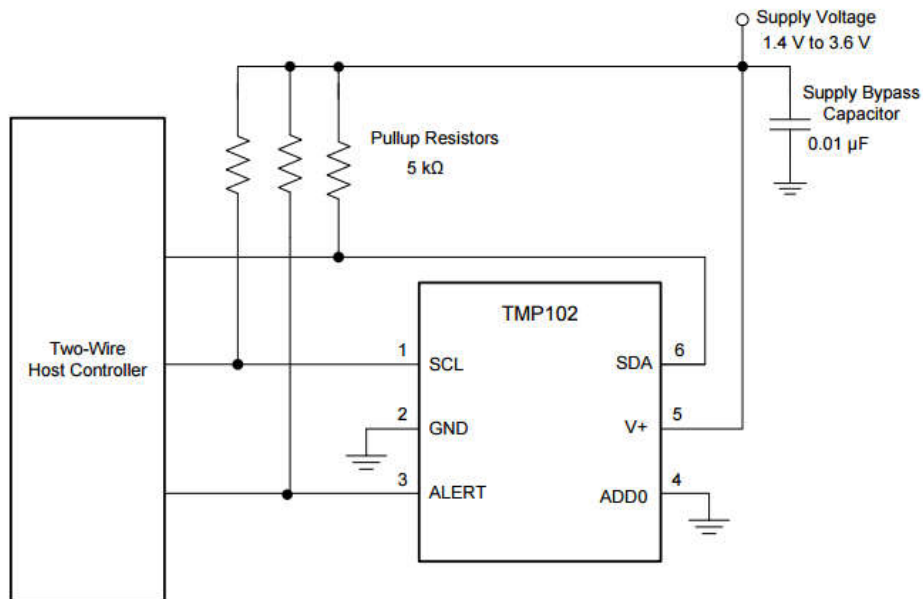 Supply Voltage
1.4 V to 3.6 V
Supply Bypass
Capacitor
0.01 µF
Pullup Resistors
5 kΩ
Two-Wire
Host Controller
TMP102
1
SCL
SDA
6
2
GND
V+
5
3
ALERT
ADD0
4